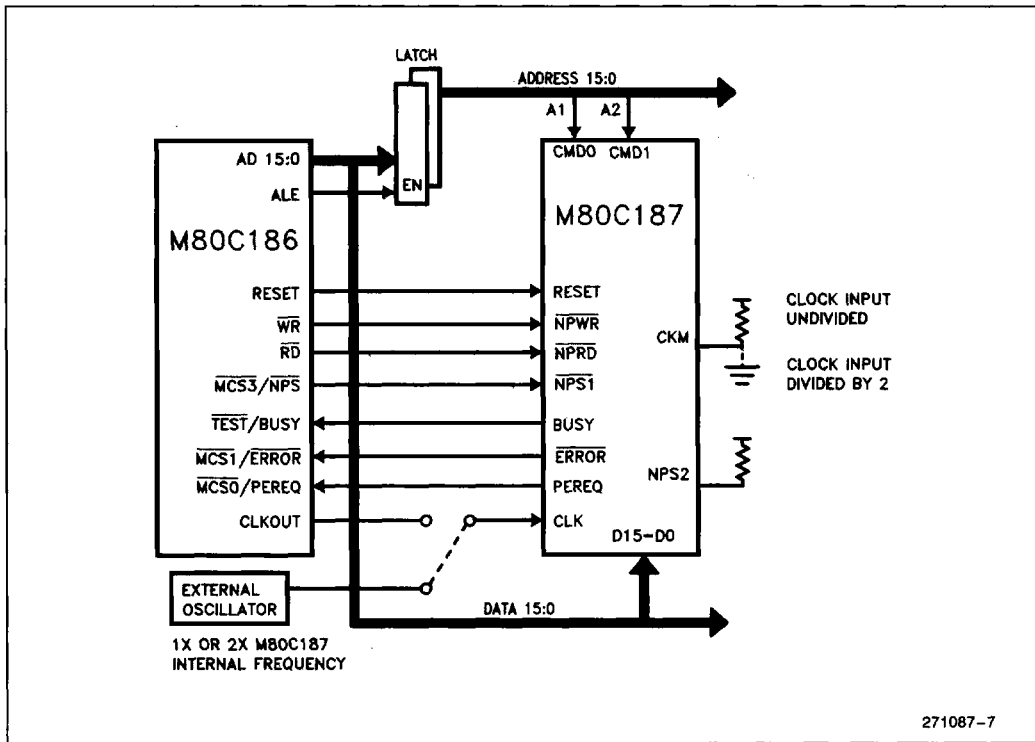 LATCH
ADDRESS 15:0
A1 A2
AD 15:0
EN
CMD0 CMD1
ALE
M80C186
M80C187
RESET
RESET
WR
NPWR
RD
NPRD
MCS3/NPS
NPS1
TEST/BUSY
BUSY
MCS1/ERROR
ERROR
MCS0/PEREQ
PEREQ
CLKOUT
CLK
D15-D0
CKM
CLOCK INPUT
UNDIVIDED
CLOCK INPUT
DIVIDED BY 2
NPS2
EXTERNAL
OSCILLATOR
DATA 15:0
1X OR 2X M80C187
INTERNAL FREQUENCY
271087-7